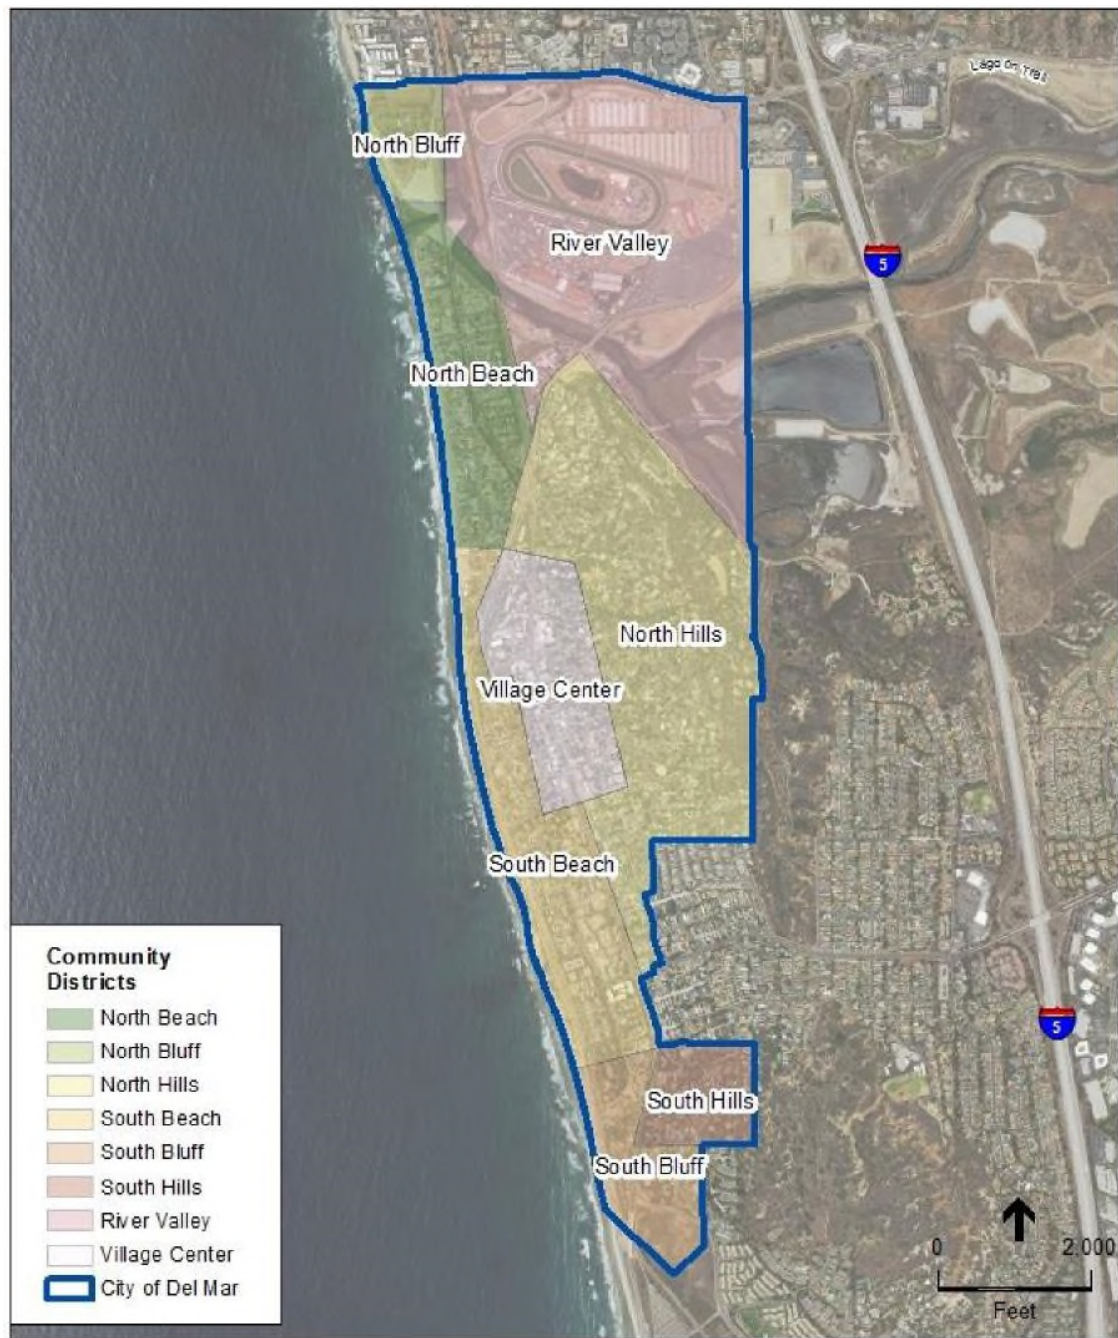 Lagoon Trail
North Bluff
River Valley
5
North Beach
North Hills
Village Center
South Beach
Community
Districts
North Beach
North Bluff
North Hills
South Beach
South Bluff
South Hills
River Valley
Village Center
City of Del Mar
5
South Hills
South Bluff
0 2,000
Feet